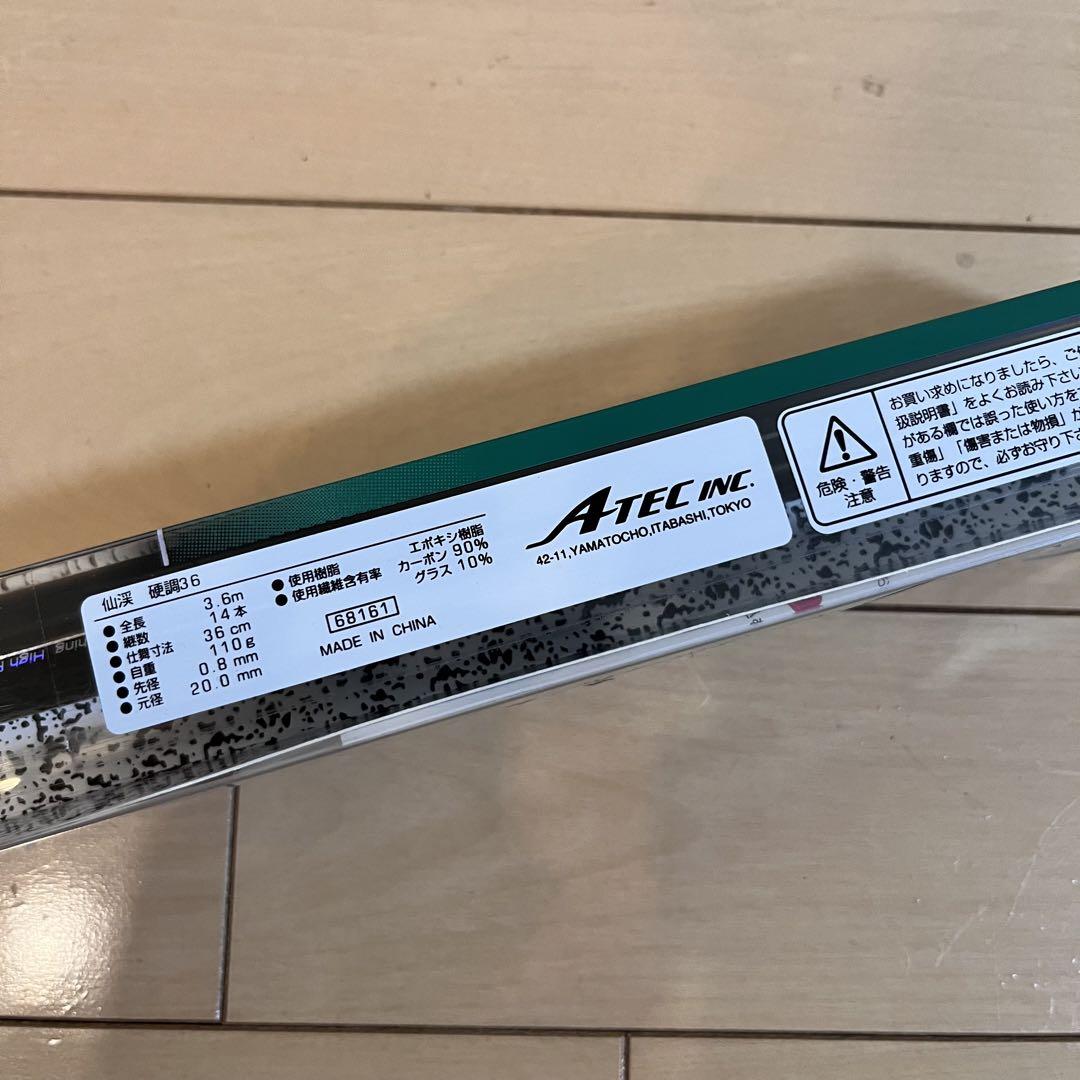 仙渓 硬調36
●全長 3.6m
●継数 14本
●仕舞寸法 36cm
●自重 110g
●先径 0.8mm
●元径 20.0mm
●使用樹脂 エポキシ樹脂
●使用繊維含有率 カーボン 90%
グラス 10%
68161
MADE IN CHINA
A-TEC INC.
42-11,YAMATOCHO,ITABASHI,TOKYO
危険・警告
注意
お買い求めになりましたら、ご
扱説明書」をよくお読み下さい
がある欄では誤った使い方を
重傷」「傷害または物損」が
りますので、必ずお守り下さ